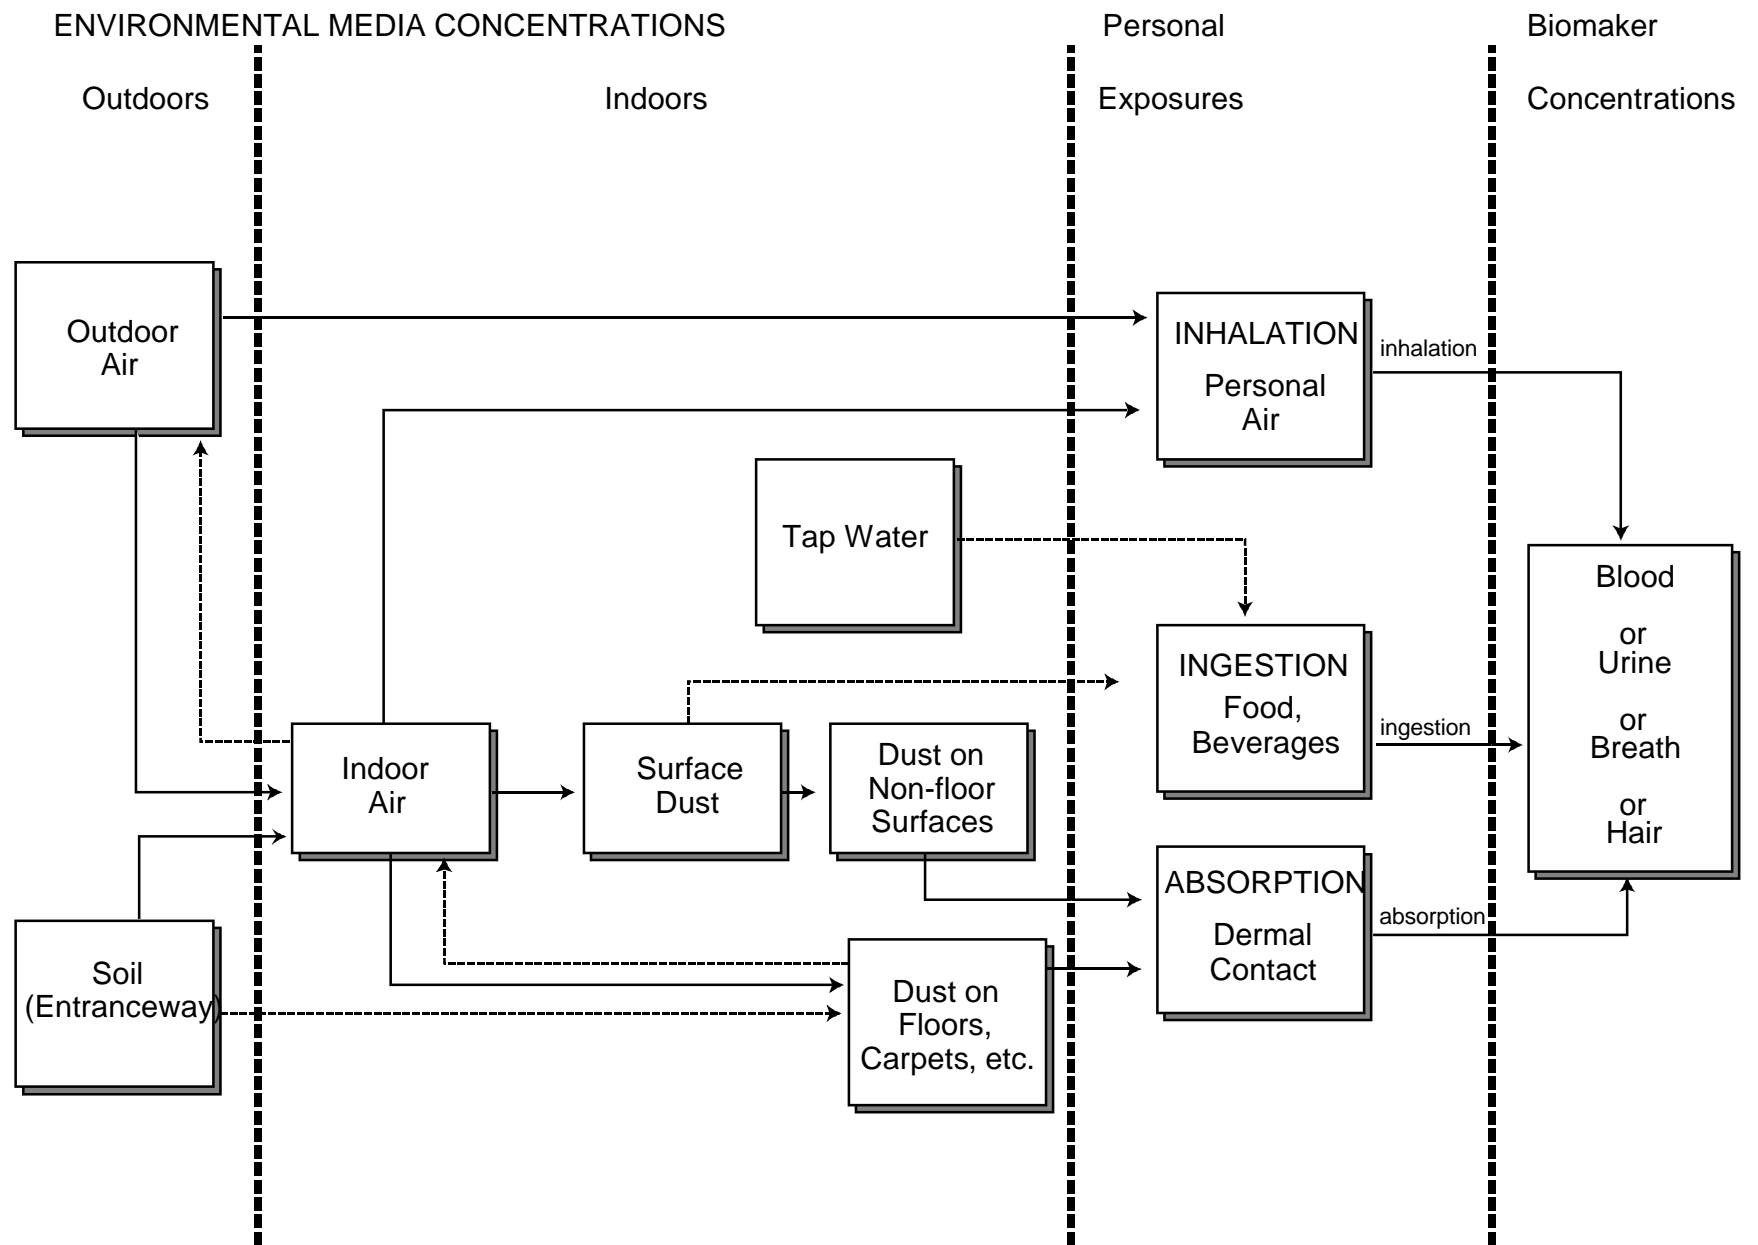 ENVIRONMENTAL MEDIA CONCENTRATIONS
Personal
Biomaker
Outdoors
Indoors
Exposures
Concentrations
Outdoor
Air
INHALATION
Personal
Air
inhalation
Tap Water
Blood
or
Urine
or
Breath
or
Hair
INGESTION
Food,
Beverages
ingestion
Indoor
Air
Surface
Dust
Dust on
Non-floor
Surfaces
ABSORPTION
Dermal
Contact
absorption
Soil
(Entranceway)
Dust on
Floors,
Carpets, etc.